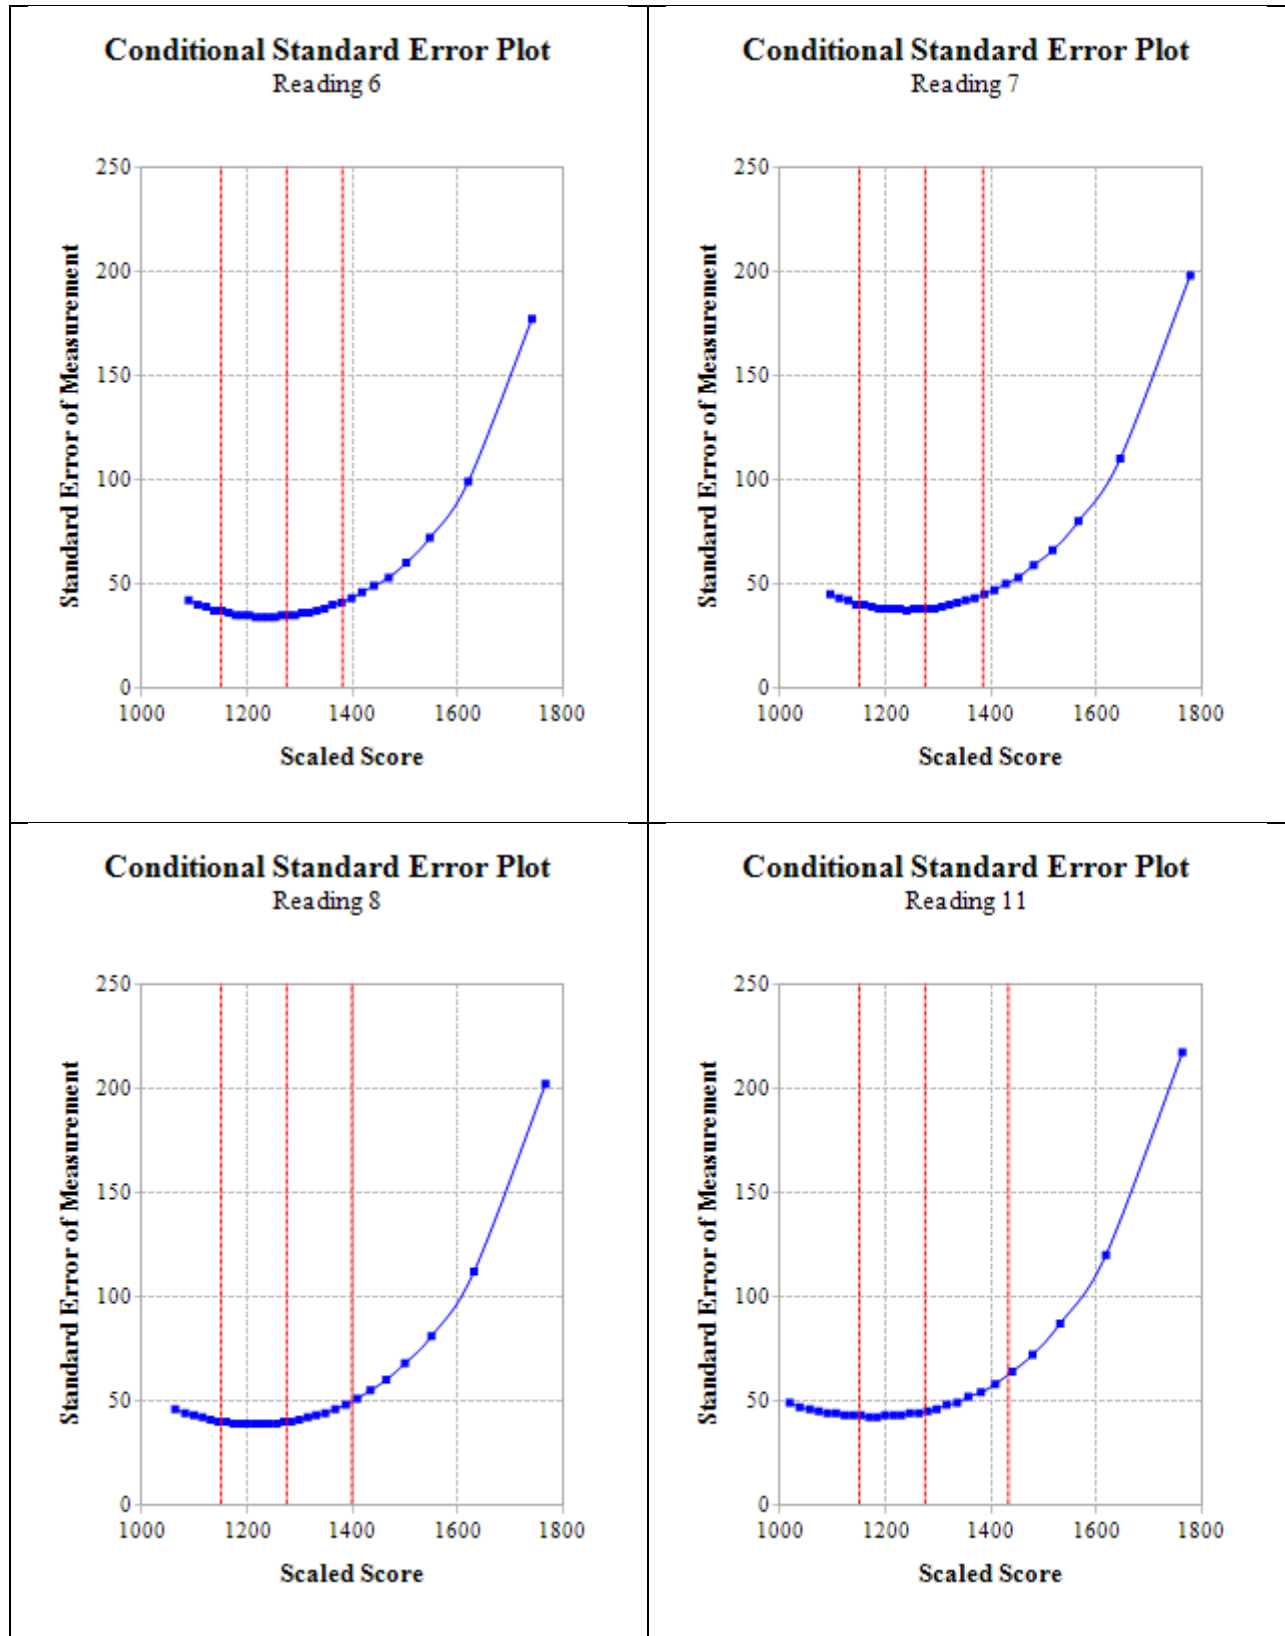 Conditional Standard Error Plot
Reading 6
250
200
150
100
50
0
1000 1200 1400 1600 1800
Standard Error of Measurement
Scaled Score
Conditional Standard Error Plot
Reading 7
250
200
150
100
50
0
1000 1200 1400 1600 1800
Standard Error of Measurement
Scaled Score
Conditional Standard Error Plot
Reading 8
250
200
150
100
50
0
1000 1200 1400 1600 1800
Standard Error of Measurement
Scaled Score
Conditional Standard Error Plot
Reading 11
250
200
150
100
50
0
1000 1200 1400 1600 1800
Standard Error of Measurement
Scaled Score